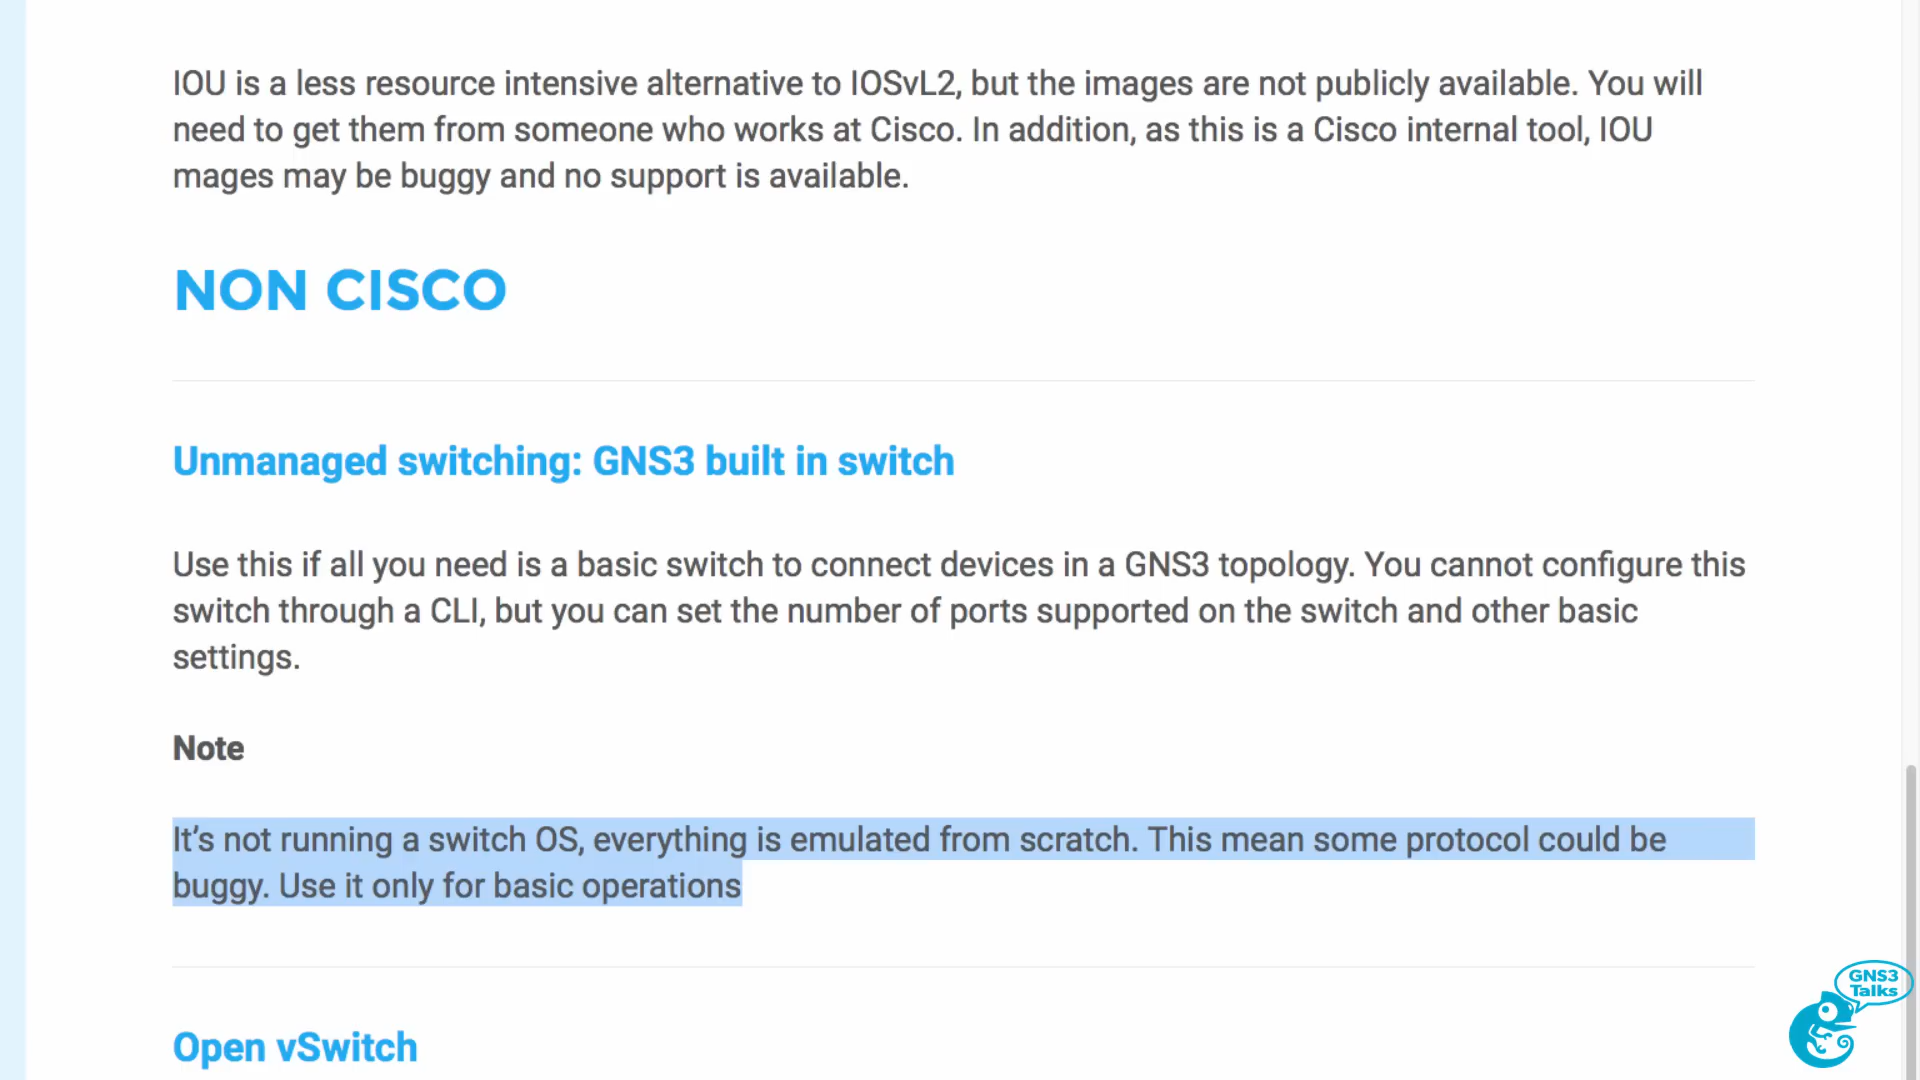 IOU is a less resource intensive alternative to IOSvL2, but the images are not publicly available. You will
need to get them from someone who works at Cisco. In addition, as this is a Cisco internal tool, IOU
mages may be buggy and no support is available.
NON CISCO
Unmanaged switching: GNS3 built in switch
Use this if all you need is a basic switch to connect devices in a GNS3 topology. You cannot configure this
switch through a CLI, but you can set the number of ports supported on the switch and other basic
settings.
Note
It’s not running a switch OS, everything is emulated from scratch. This mean some protocol could be
buggy. Use it only for basic operations
GNS3
Talks
Open vSwitch